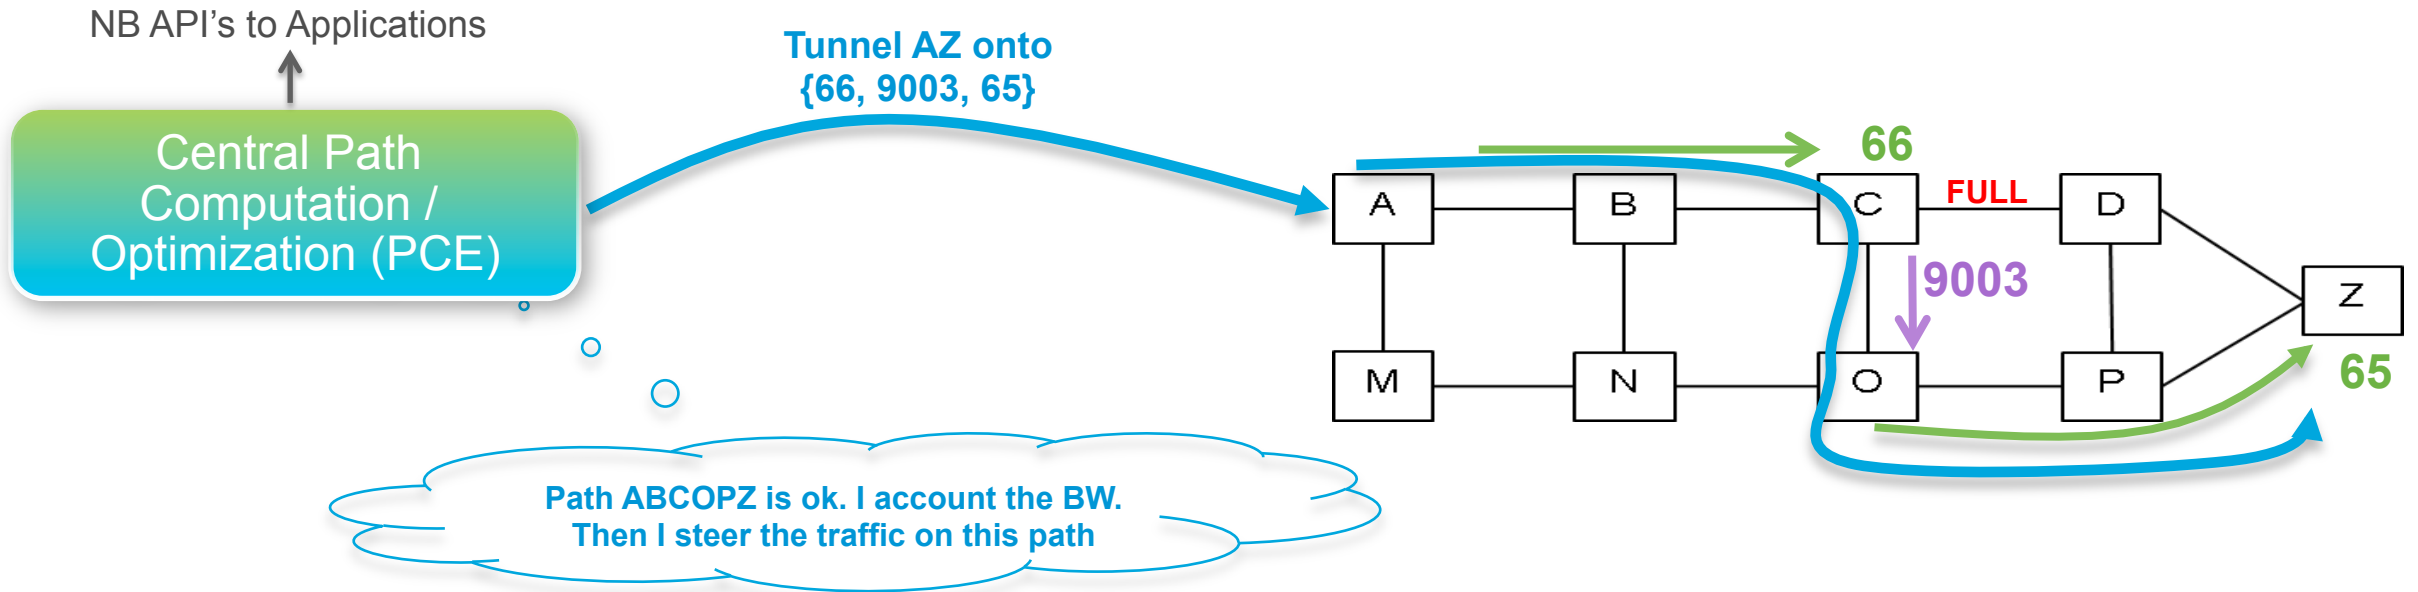 NB API's to Applications
Central Path
Computation /
Optimization (PCE)
Tunnel AZ onto
{66, 9003, 65}
66
A
B
C
FULL
D
9003
Z
M
N
O
P
65
Path ABCOPZ is ok. I account the BW.
Then I steer the traffic on this path